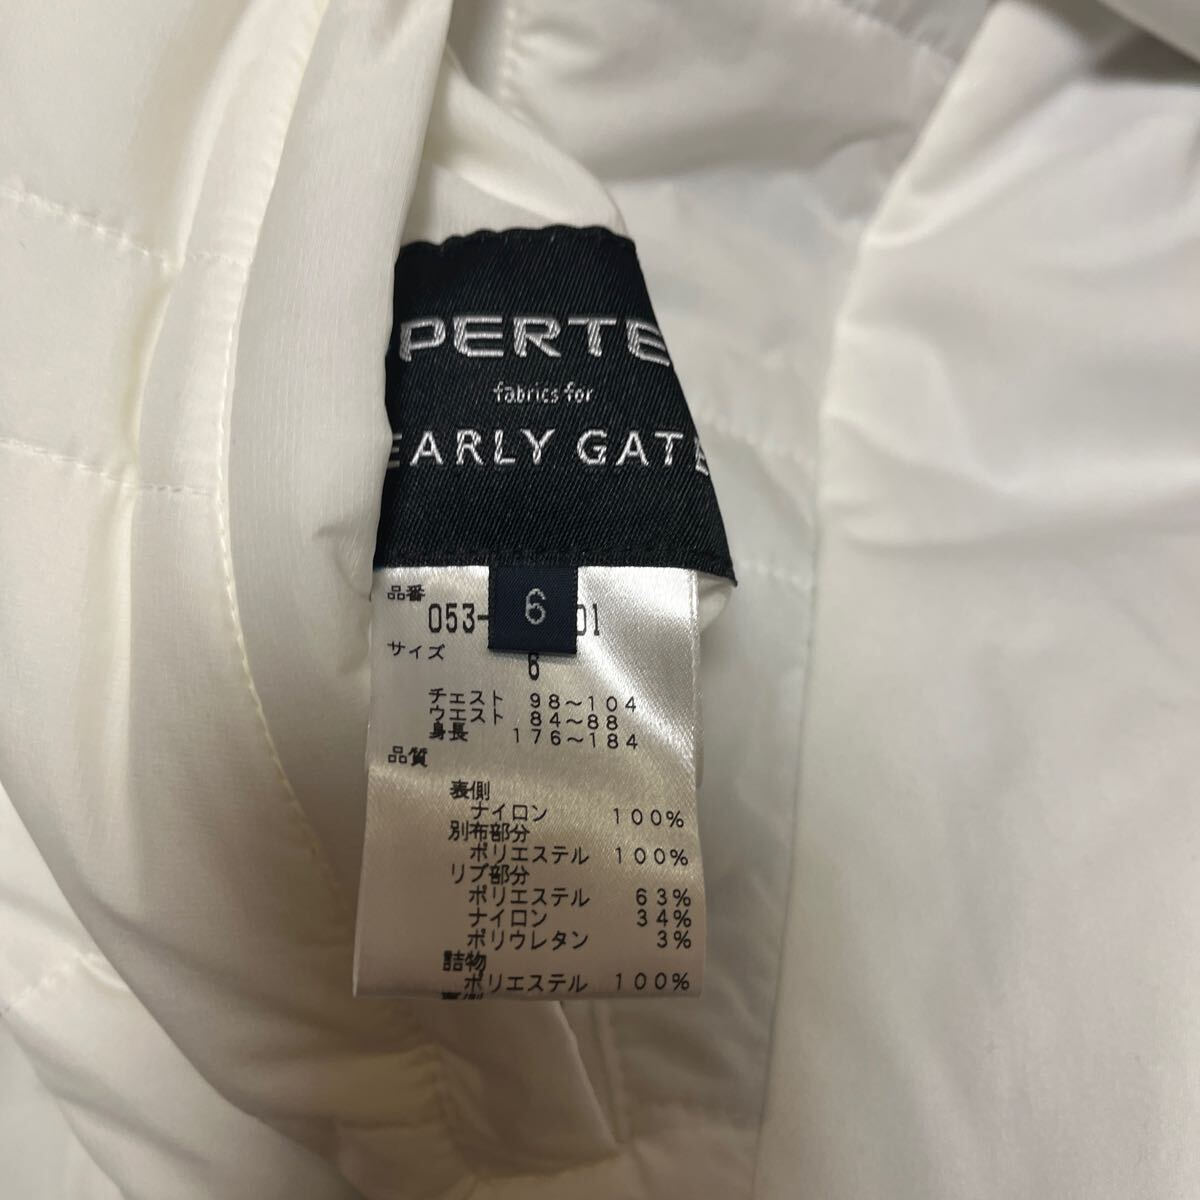 PERTE
fabrics for
EARLY GATE
6
品番
053- 01
サイズ
6
チェスト 98～104
ウエスト 84～88
身長 176～184
品質
表側
ナイロン 100%
別布部分
ポリエステル 100%
リブ部分
ポリエステル 63%
ナイロン 34%
ポリウレタン 3%
詰物
ポリエステル 100%